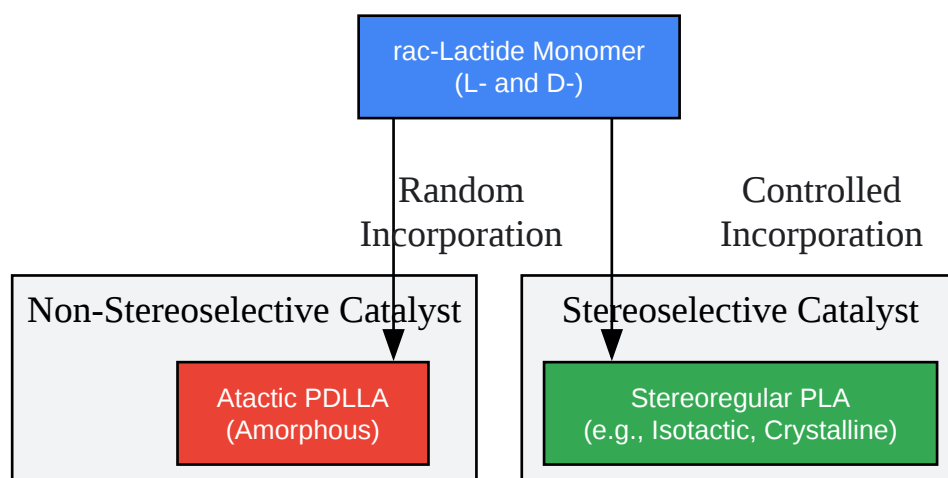 rac-Lactide Monomer
(L- and D-)
Random
Incorporation
Controlled
Incorporation
Non-Stereoselective Catalyst
Atactic PDLLA
(Amorphous)
Stereoselective Catalyst
Stereoregular PLA
(e.g., Isotactic, Crystalline)